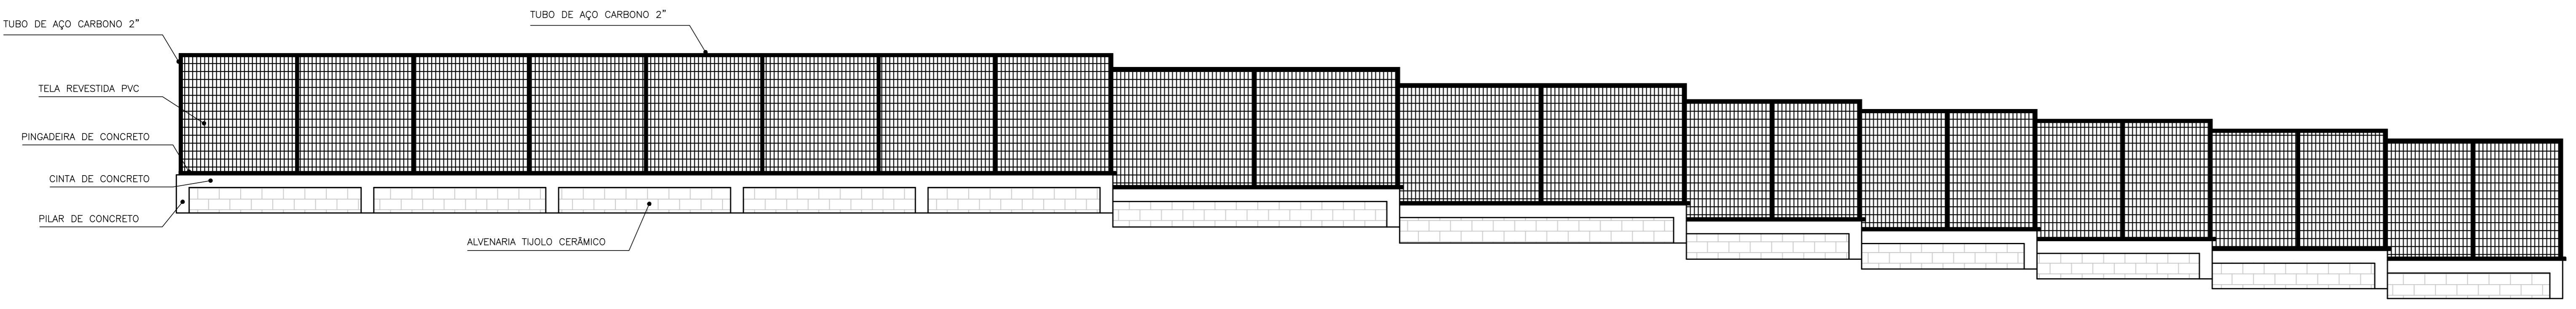 TUBO DE AÇO CARBONO 2"
TUBO DE AÇO CARBONO 2"
TELA REVESTIDA PVC
PINGADEIRA DE CONCRETO
CINTA DE CONCRETO
PILAR DE CONCRETO
ALVENARIA TIJOLO CERÂMICO